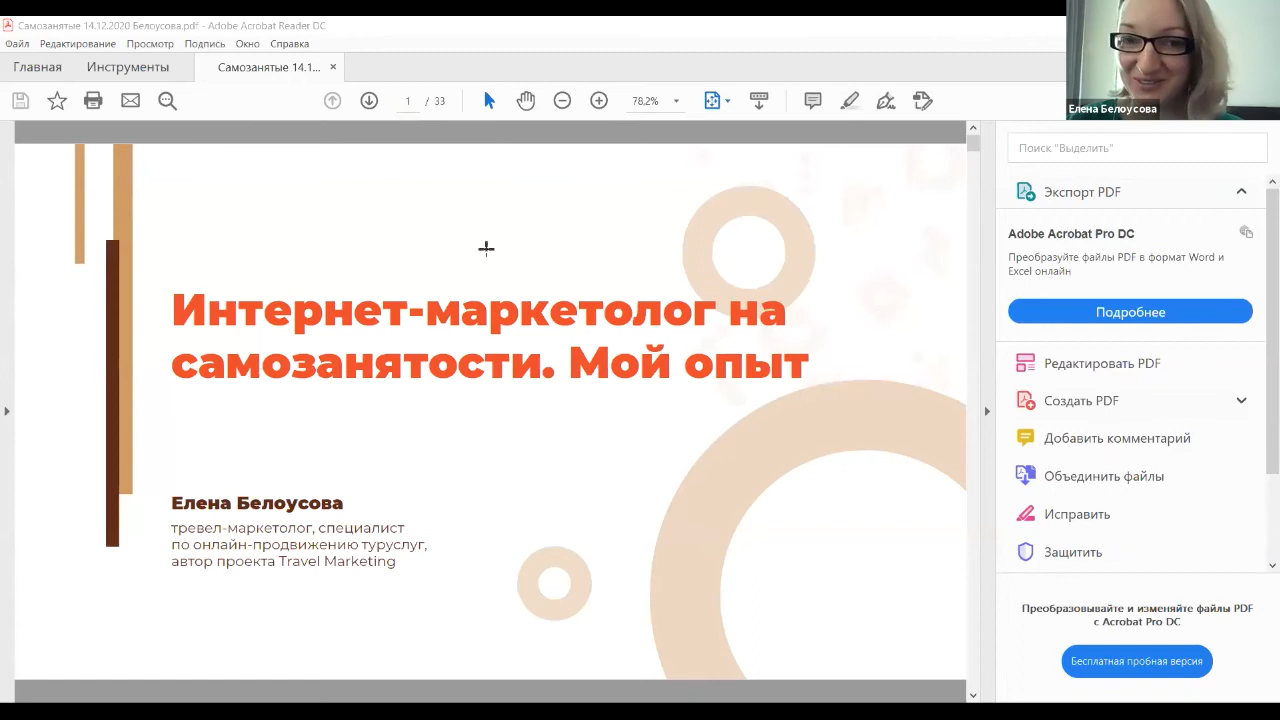 Самозанятые 14.12.2020 Белоусова.pdf - Adobe Acrobat Reader DC
Файл Редактирование Просмотр Подпись Окно Справка
Главная Инструменты Самозанятые 14.1... ×
1 / 33 78,2%
Елена Белоусова
Интернет-маркетолог на
самозанятости. Мой опыт
Елена Белоусова
тревел-маркетолог, специалист
по онлайн-продвижению туруслуг,
автор проекта Travel Marketing
Поиск "Выделить"
Экспорт PDF
Adobe Acrobat Pro DC
Преобразуйте файлы PDF в формат Word и
Excel онлайн
Подробнее
Редактировать PDF
Создать PDF
Добавить комментарий
Объединить файлы
Исправить
Защитить
Преобразовывайте и изменяйте файлы PDF
с Acrobat Pro DC
Бесплатная пробная версия